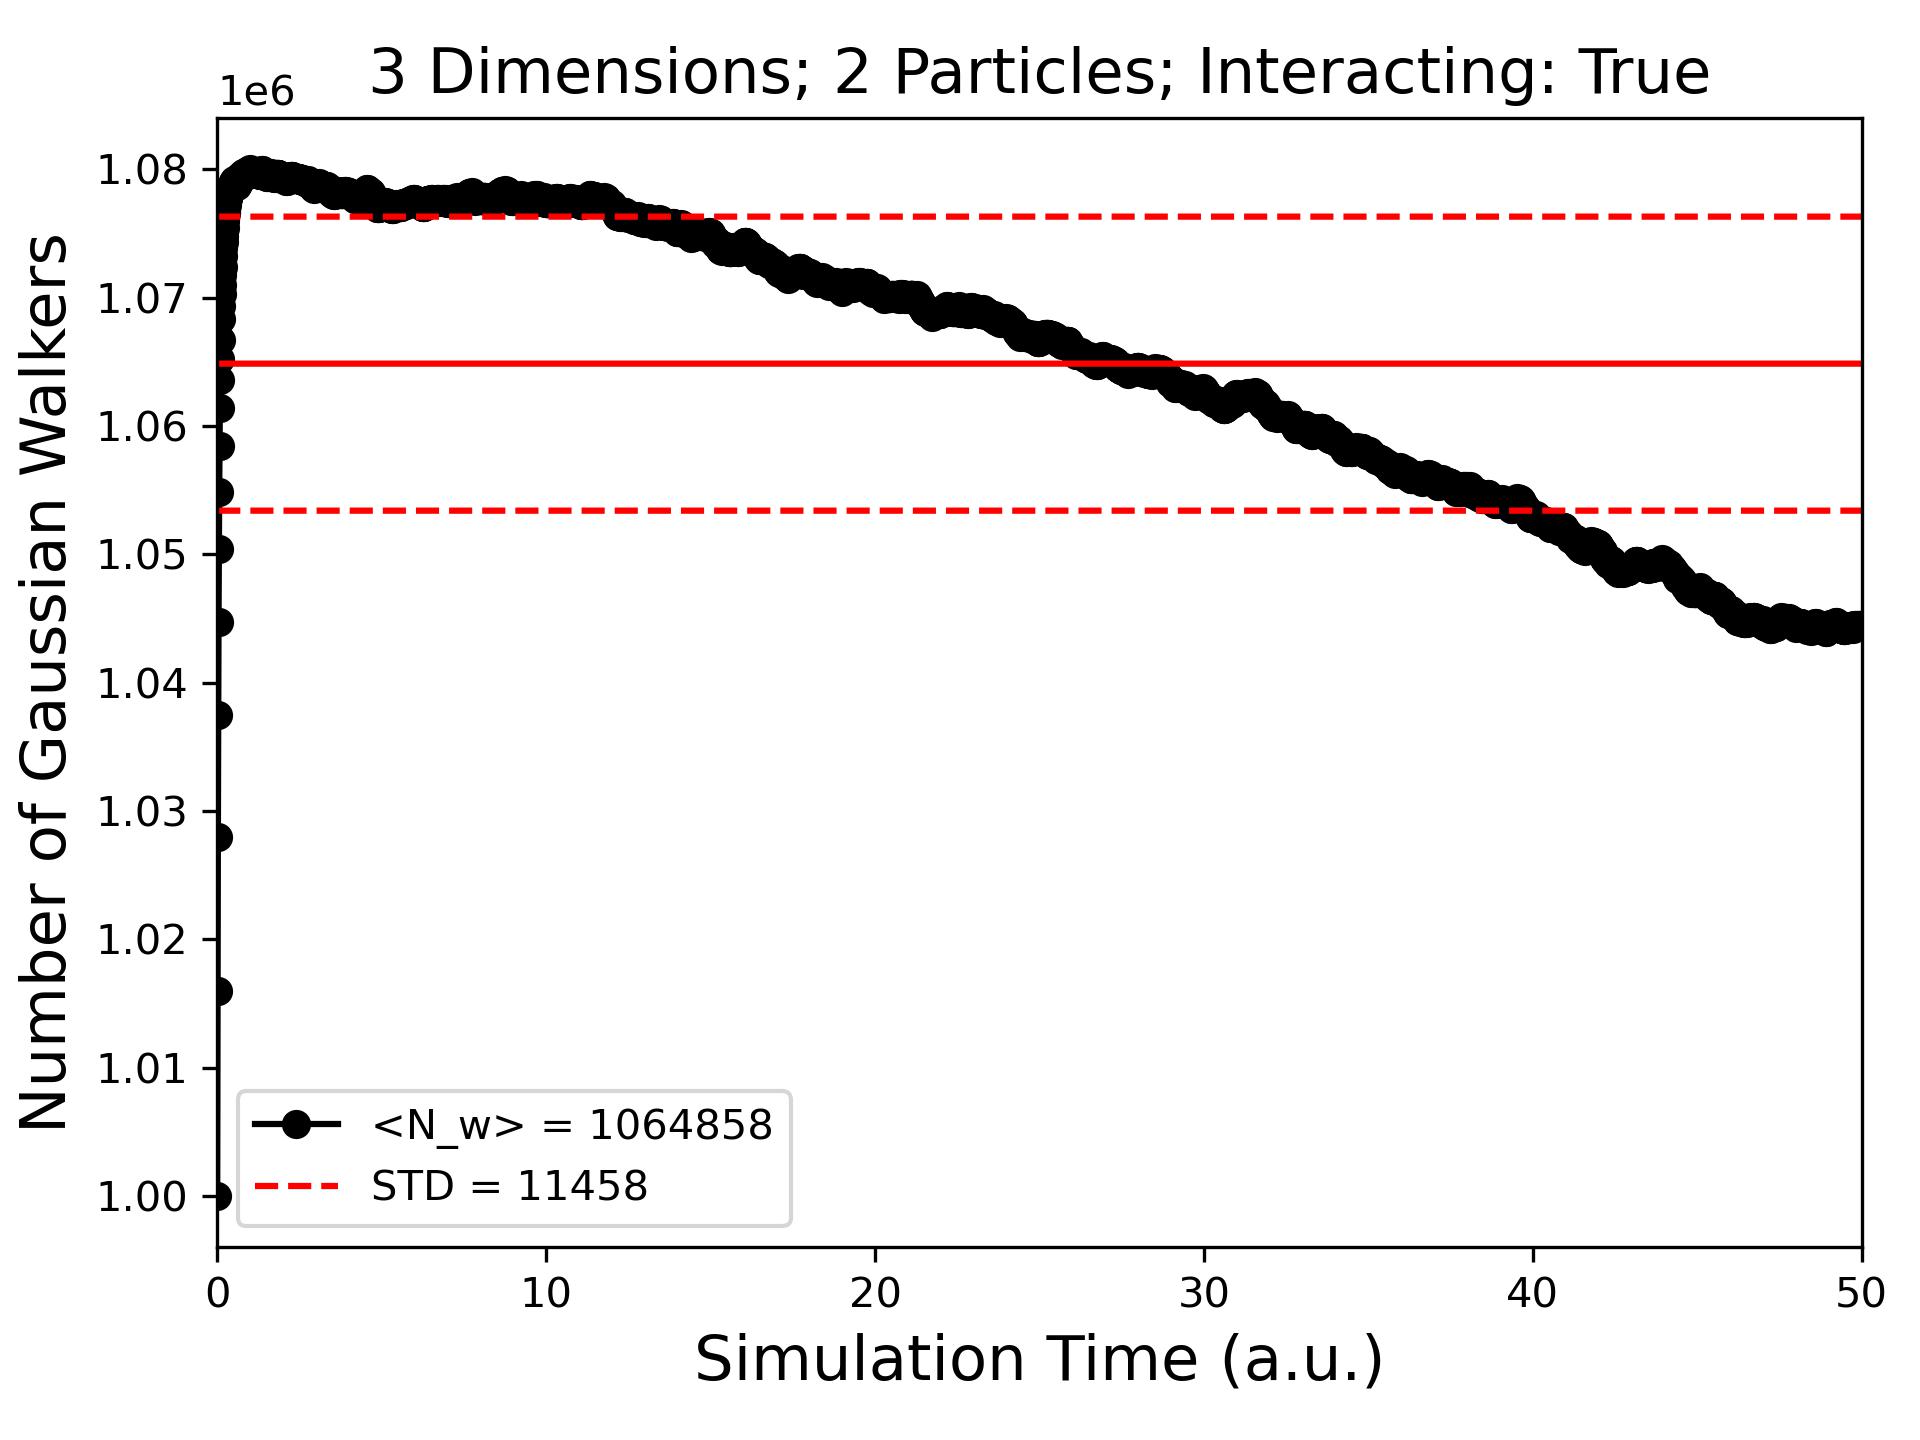 3 Dimensions; 2 Particles; Interacting: True
1e6
1.08
1.07
1.06
1.05
1.04
1.03
1.02
1.01
1.00
Number of Gaussian Walkers
<N_w> = 1064858
STD = 11458
0 10 20 30 40 50
Simulation Time (a.u.)